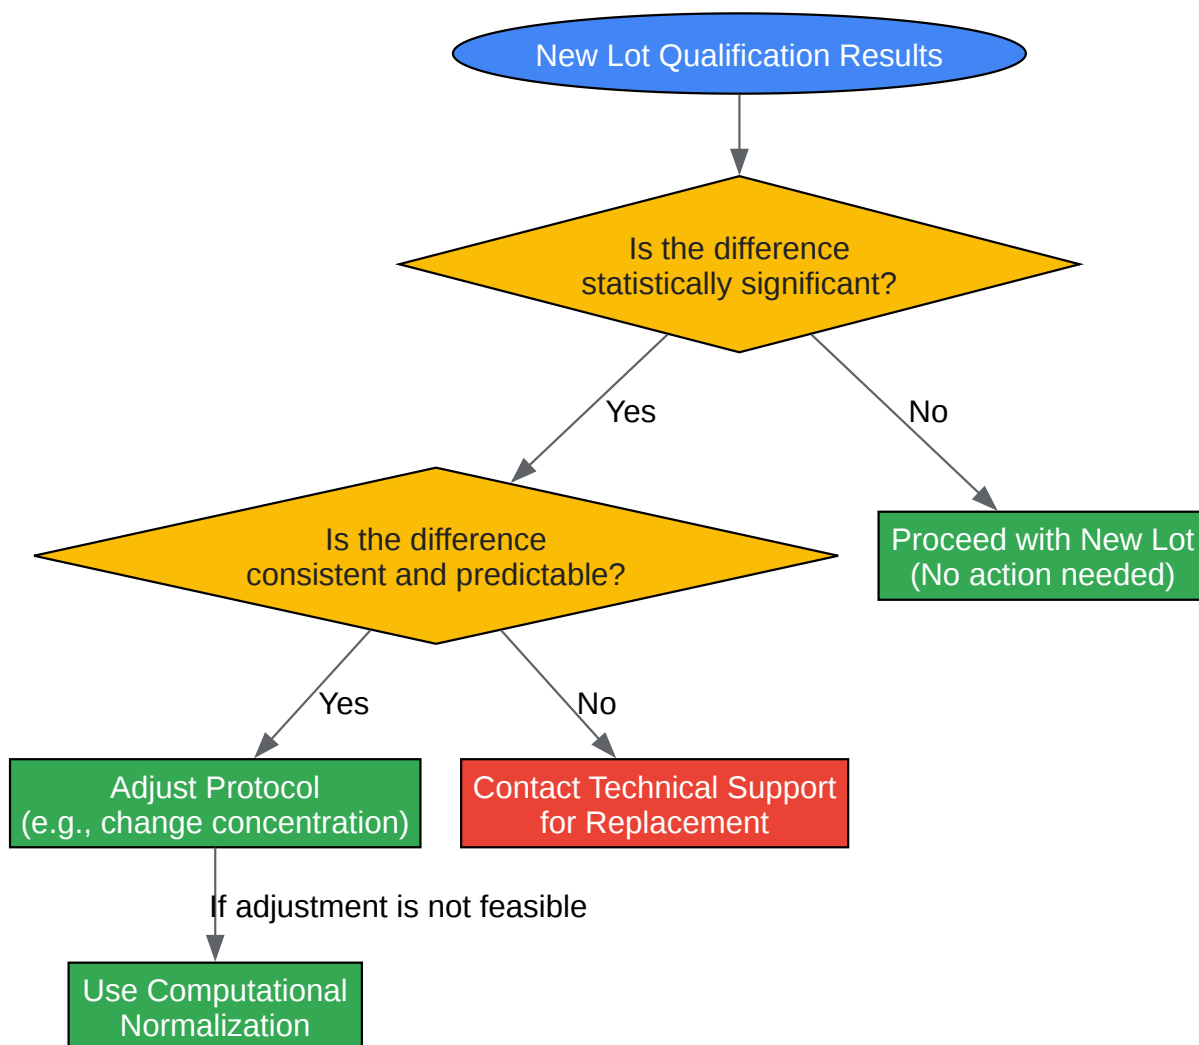 New Lot Qualification Results
Is the difference
statistically significant?
Yes
No
Is the difference
consistent and predictable?
Proceed with New Lot
(No action needed)
Yes
No
Adjust Protocol
(e.g., change concentration)
Contact Technical Support
for Replacement
If adjustment is not feasible
Use Computational
Normalization